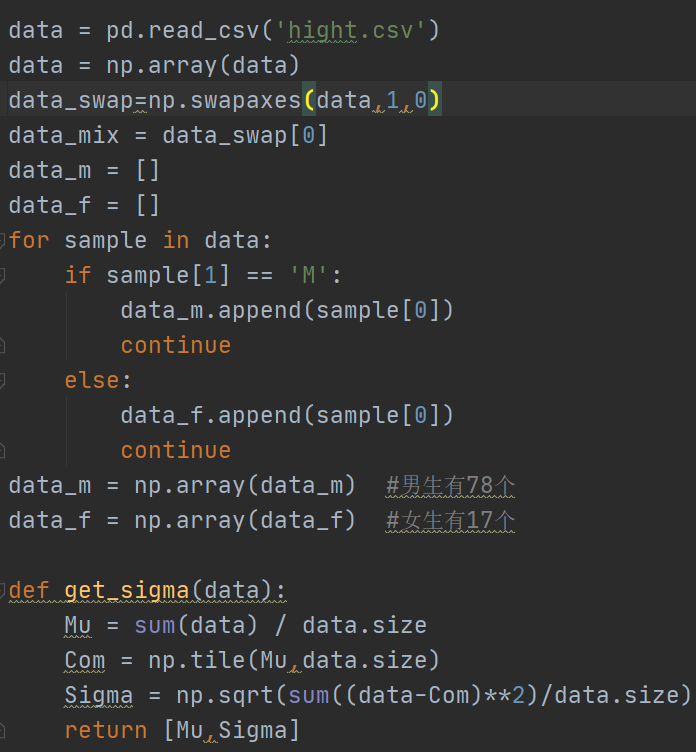 data = pd.read_csv('hight.csv')
data = np.array(data)
data_swap=np.swapaxes(data,1,0)
data_mix = data_swap[0]
data_m = []
data_f = []
for sample in data:
    if sample[1] == 'M':
        data_m.append(sample[0])
        continue
    else:
        data_f.append(sample[0])
        continue
data_m = np.array(data_m)  #男生有78个
data_f = np.array(data_f)  #女生有17个
def get_sigma(data):
    Mu = sum(data) / data.size
    Com = np.tile(Mu,data.size)
    Sigma = np.sqrt(sum((data-Com)**2)/data.size)
    return [Mu,Sigma]